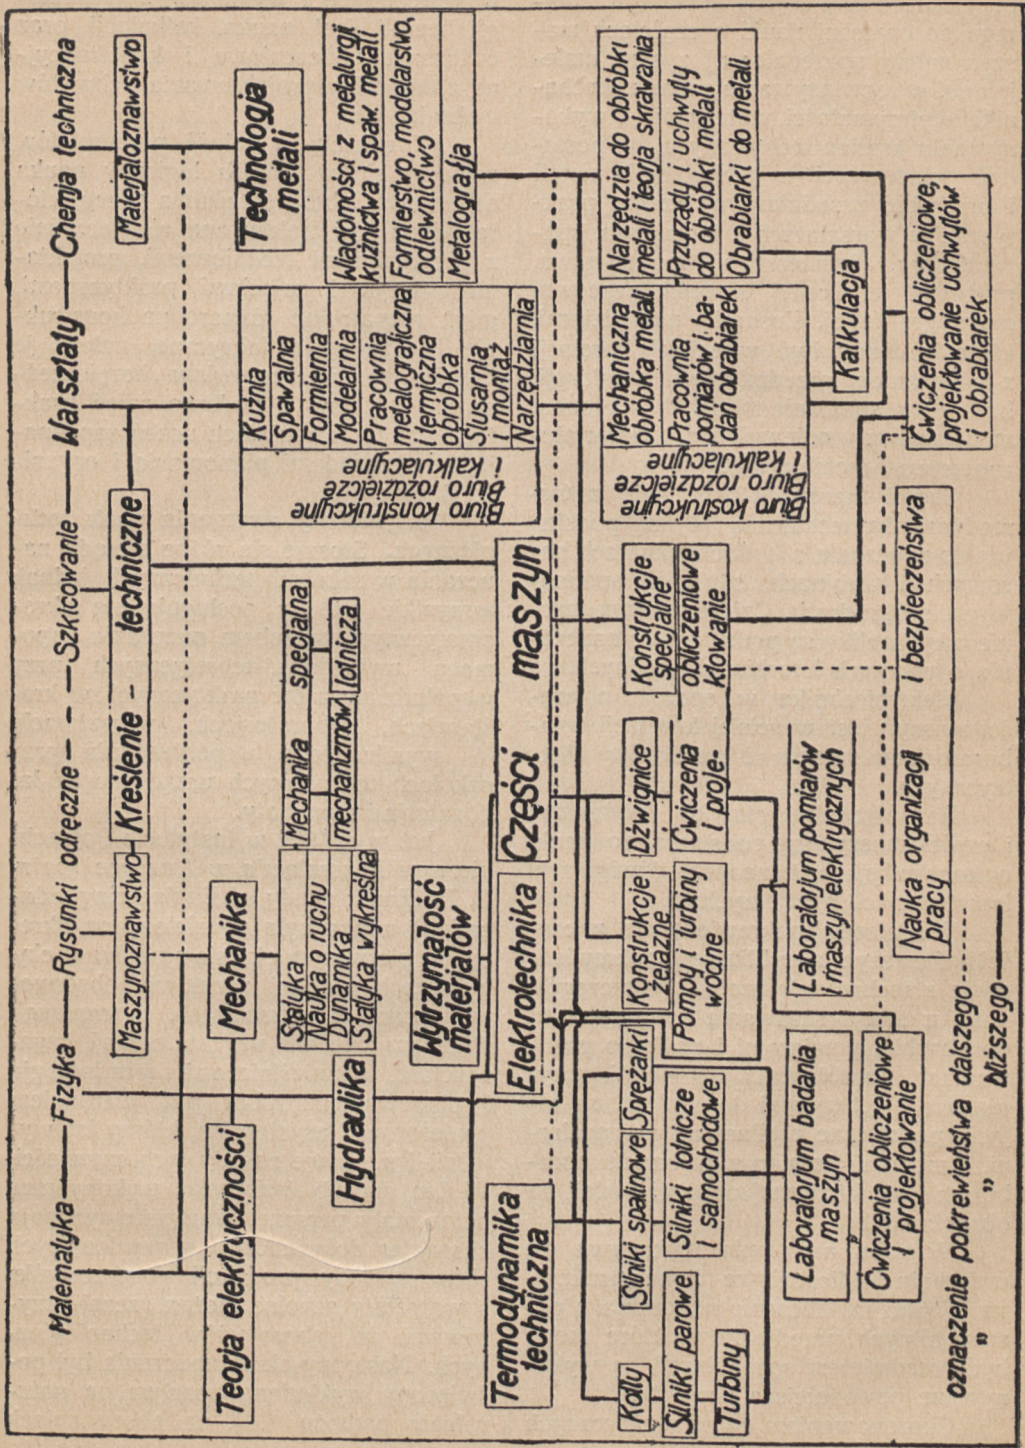 Matematyka — Fizyka — Rysunki odręczne — — Szkicowanie — Warsztaty — Chemja techniczna
Maszynoznawstwo
Kreślenie – techniczne
Materjałoznawstwo
Teorja elektryczności
Mechanika
Technologja
metali
Statyka
Nauka o ruchu
Dynamika
Statyka wykreślna
Mechanika specjalna
mechanizmów
lotnicza
Kuźnia
Spawalnia
Formiernia
Modelarnia
Pracownia
metalograficzna
i termiczna
obróbka
Ślusarnia
i montaż
Narzędziarnia
Biuro konstrukcyjne
Biuro rozdzielcze
i kalkulacyjne
Wiadomości z metalurgji
kuźnictwa i spaw. metali
Formierstwo, modelarstwo,
odlewnictwo
Metalografja
Hydraulika
Wytrzymałość
materjałów
Termodynamika
techniczna
Elektrotechnika
Części maszyn
Kotły
Silniki parowe
Turbiny
Silniki spalinowe
Sprężarki
Silniki lotnicze
i samochodowe
Konstrukcje
żelazne
Pompy i turbiny
wodne
Dźwignice
Ćwiczenia
i proje-
Konstrukcje
specjalne
obliczeniowe
ktowanie
Mechaniczna
obróbka metali
Pracownia
pomiarów i ba-
dań obrabiarek
Biuro kostrukcyjne
Biuro rozdzielcze
i kalkulacyjne
Narzędzia do obróbki
metali i teorja skrawania
Przyrządy i uchwyty
do obróbki metali
Obrabiarki do metali
Kalkulacja
Laboratorjum badania
maszyn
Laboratorjum pomiarów
i maszyn elektrycznych
Ćwiczenia obliczeniowe
i projektowanie
Nauka organizacji i bezpieczeństwa
pracy
Ćwiczenia obliczeniowe,
projektowanie uchwytów
i obrabiarek
oznaczenie pokrewieństwa dalszego -------
„ „ bliższego ———